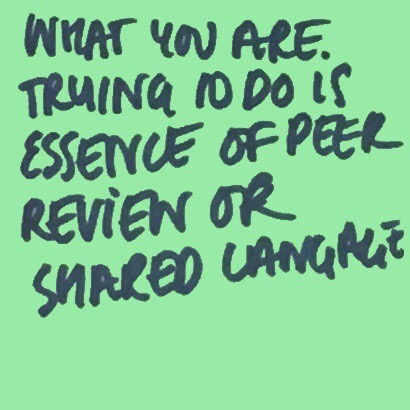 WHAT YOU ARE.
TRYING TO DO IS
ESSENCE OF PEER
REVIEW OR
SHARED LANGAGE